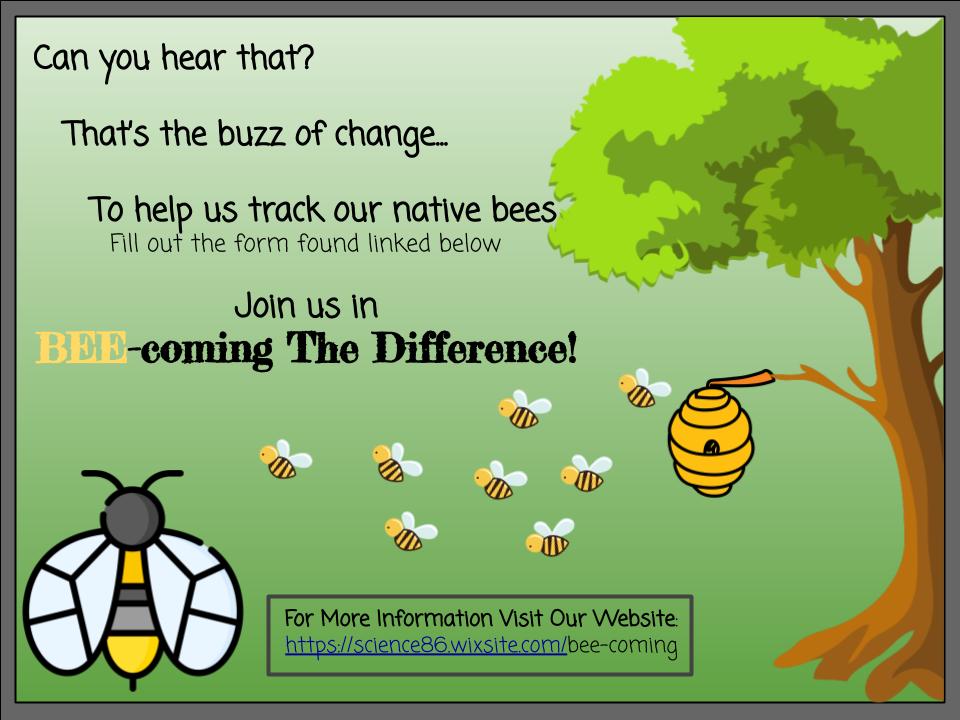 Can you hear that?
That's the buzz of change...
To help us track our native bees
Fill out the form found linked below
Join us in
BEE-coming The Difference!
For More Information Visit Our Website:
https://science86.wixsite.com/bee-coming